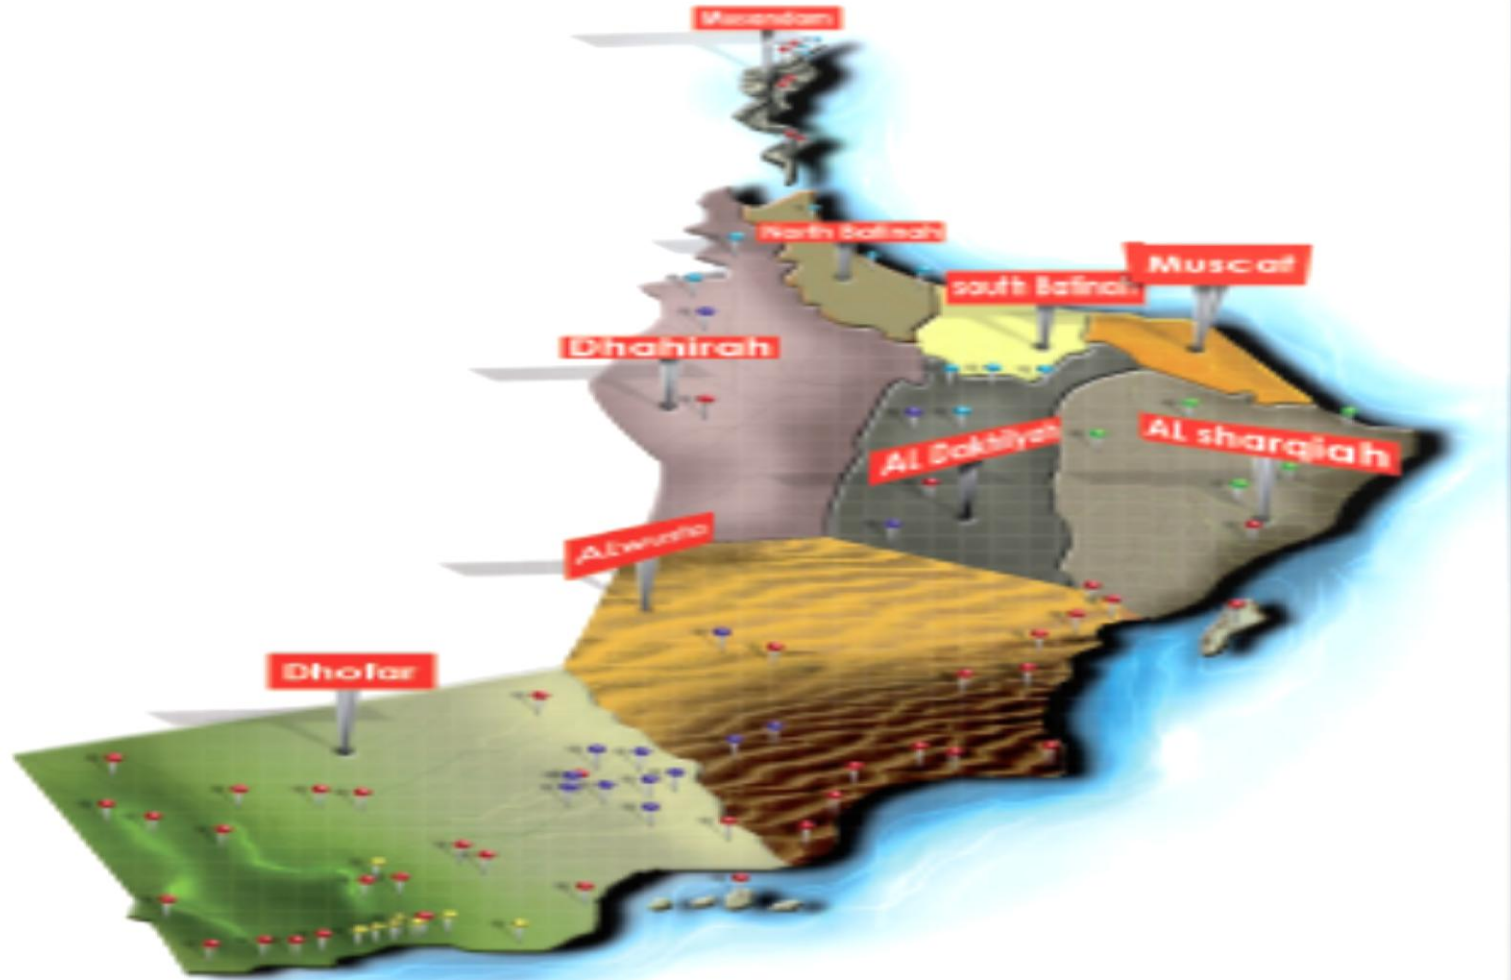 Musandam
North Batinah
south Batinah
Muscat
Dhahirah
AL Dakhilyah
AL sharqiah
ALwusta
Dhofar